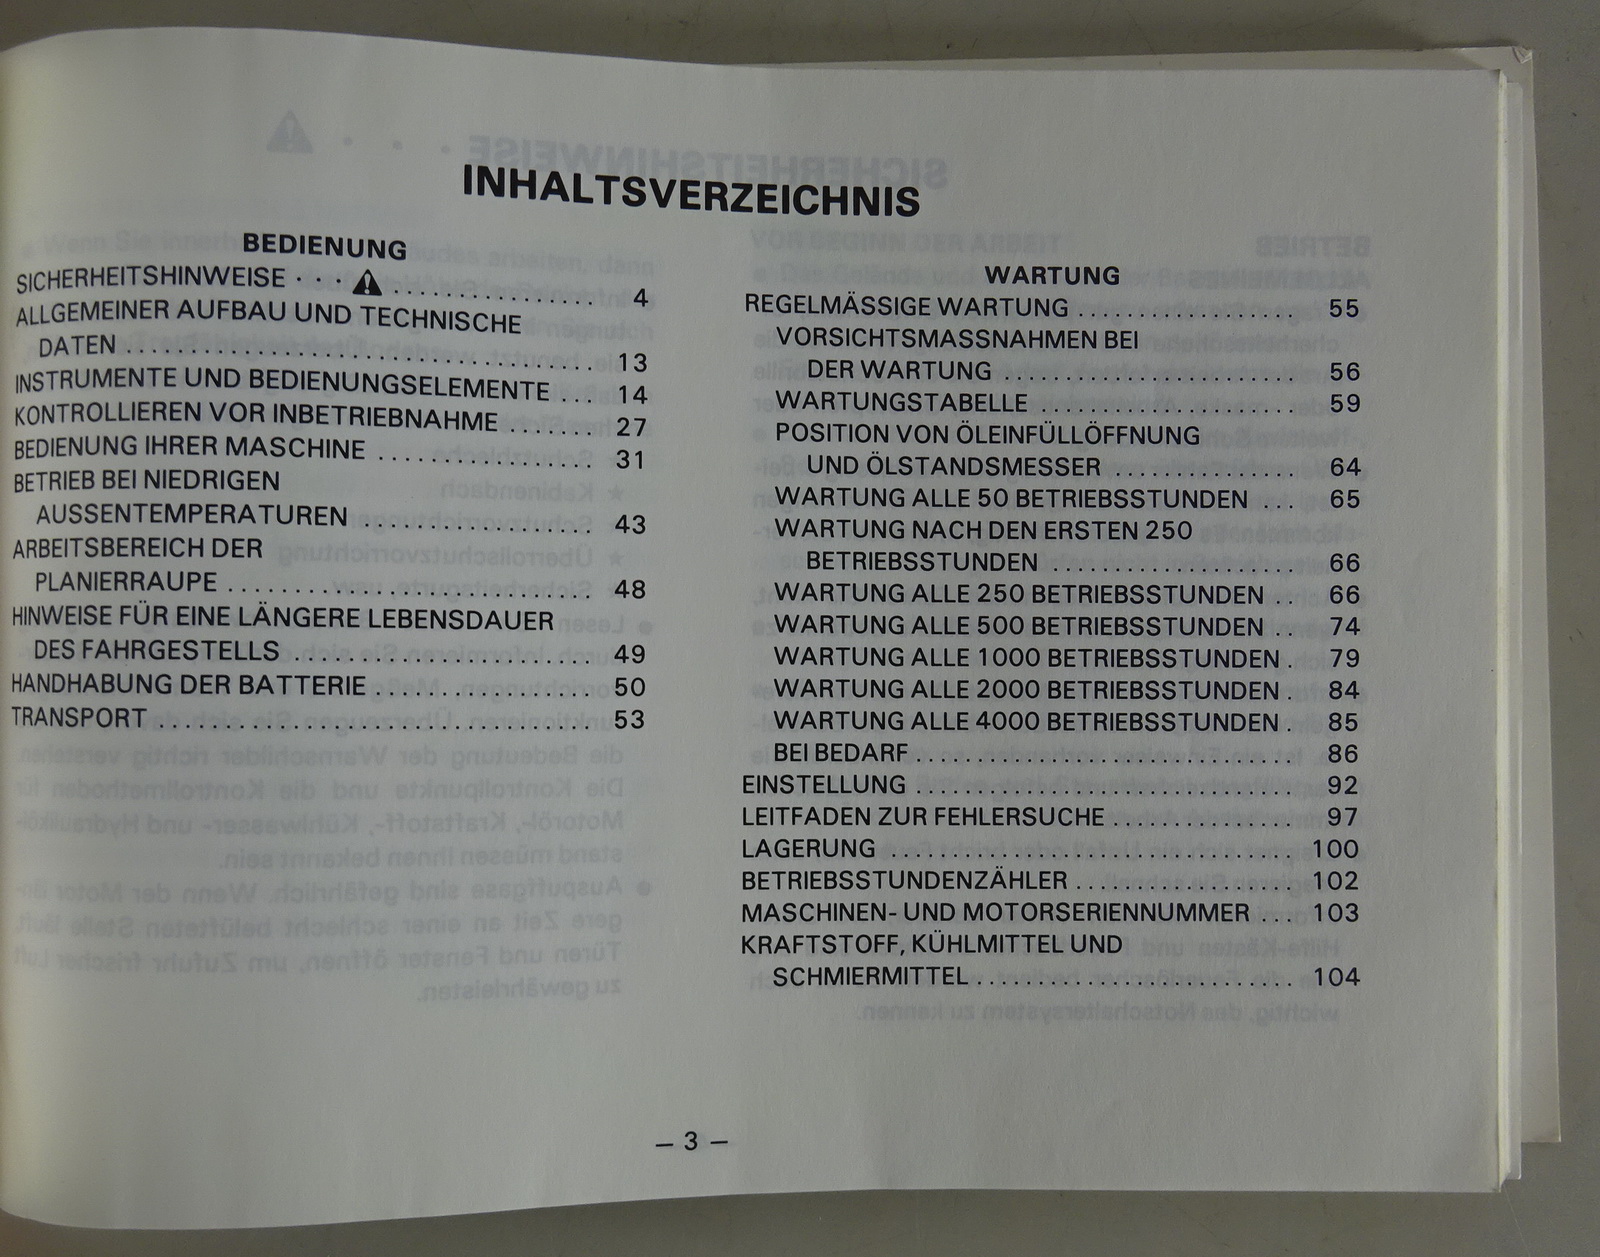 INHALTSVERZEICHNIS
BEDIENUNG
SICHERHEITSHINWEISE . . . . ⚠ . . . . . . . . . . . . . . . 4
ALLGEMEINER AUFBAU UND TECHNISCHE
DATEN . . . . . . . . . . . . . . . . . . . . . . . . . . . . . . . . . . . . 13
INSTRUMENTE UND BEDIENUNGSELEMENTE . . . 14
KONTROLLIEREN VOR INBETRIEBNAHME . . . . . . . 27
BEDIENUNG IHRER MASCHINE . . . . . . . . . . . . . . . . . 31
BETRIEB BEI NIEDRIGEN
AUSSENTEMPERATUREN . . . . . . . . . . . . . . . . . . 43
ARBEITSBEREICH DER
PLANIERRAUPE . . . . . . . . . . . . . . . . . . . . . . . . . . . . 48
HINWEISE FÜR EINE LÄNGERE LEBENSDAUER
DES FAHRGESTELLS . . . . . . . . . . . . . . . . . . . . . . . 49
HANDHABUNG DER BATTERIE . . . . . . . . . . . . . . . . 50
TRANSPORT . . . . . . . . . . . . . . . . . . . . . . . . . . . . . . . . . . 53
WARTUNG
REGELMÄSSIGE WARTUNG . . . . . . . . . . . . . . . . . 55
VORSICHTSMASSNAHMEN BEI
DER WARTUNG . . . . . . . . . . . . . . . . . . . . . . . 56
WARTUNGSTABELLE . . . . . . . . . . . . . . . . . . . . 59
POSITION VON ÖLEINFÜLLÖFFNUNG
UND ÖLSTANDSMESSER . . . . . . . . . . . . . . . 64
WARTUNG ALLE 50 BETRIEBSSTUNDEN . . . 65
WARTUNG NACH DEN ERSTEN 250
BETRIEBSSTUNDEN . . . . . . . . . . . . . . . . . . . . 66
WARTUNG ALLE 250 BETRIEBSSTUNDEN . . 66
WARTUNG ALLE 500 BETRIEBSSTUNDEN . . 74
WARTUNG ALLE 1000 BETRIEBSSTUNDEN . 79
WARTUNG ALLE 2000 BETRIEBSSTUNDEN . 84
WARTUNG ALLE 4000 BETRIEBSSTUNDEN . 85
BEI BEDARF . . . . . . . . . . . . . . . . . . . . . . . . . . . . . 86
EINSTELLUNG . . . . . . . . . . . . . . . . . . . . . . . . . . . . . 92
LEITFADEN ZUR FEHLERSUCHE . . . . . . . . . . . . . . 97
LAGERUNG . . . . . . . . . . . . . . . . . . . . . . . . . . . . . . . 100
BETRIEBSSTUNDENZÄHLER . . . . . . . . . . . . . . . . . 102
MASCHINEN- UND MOTORSERIENNUMMER . . . 103
KRAFTSTOFF, KÜHLMITTEL UND
SCHMIERMITTEL . . . . . . . . . . . . . . . . . . . . . . . . . 104
— 3 —